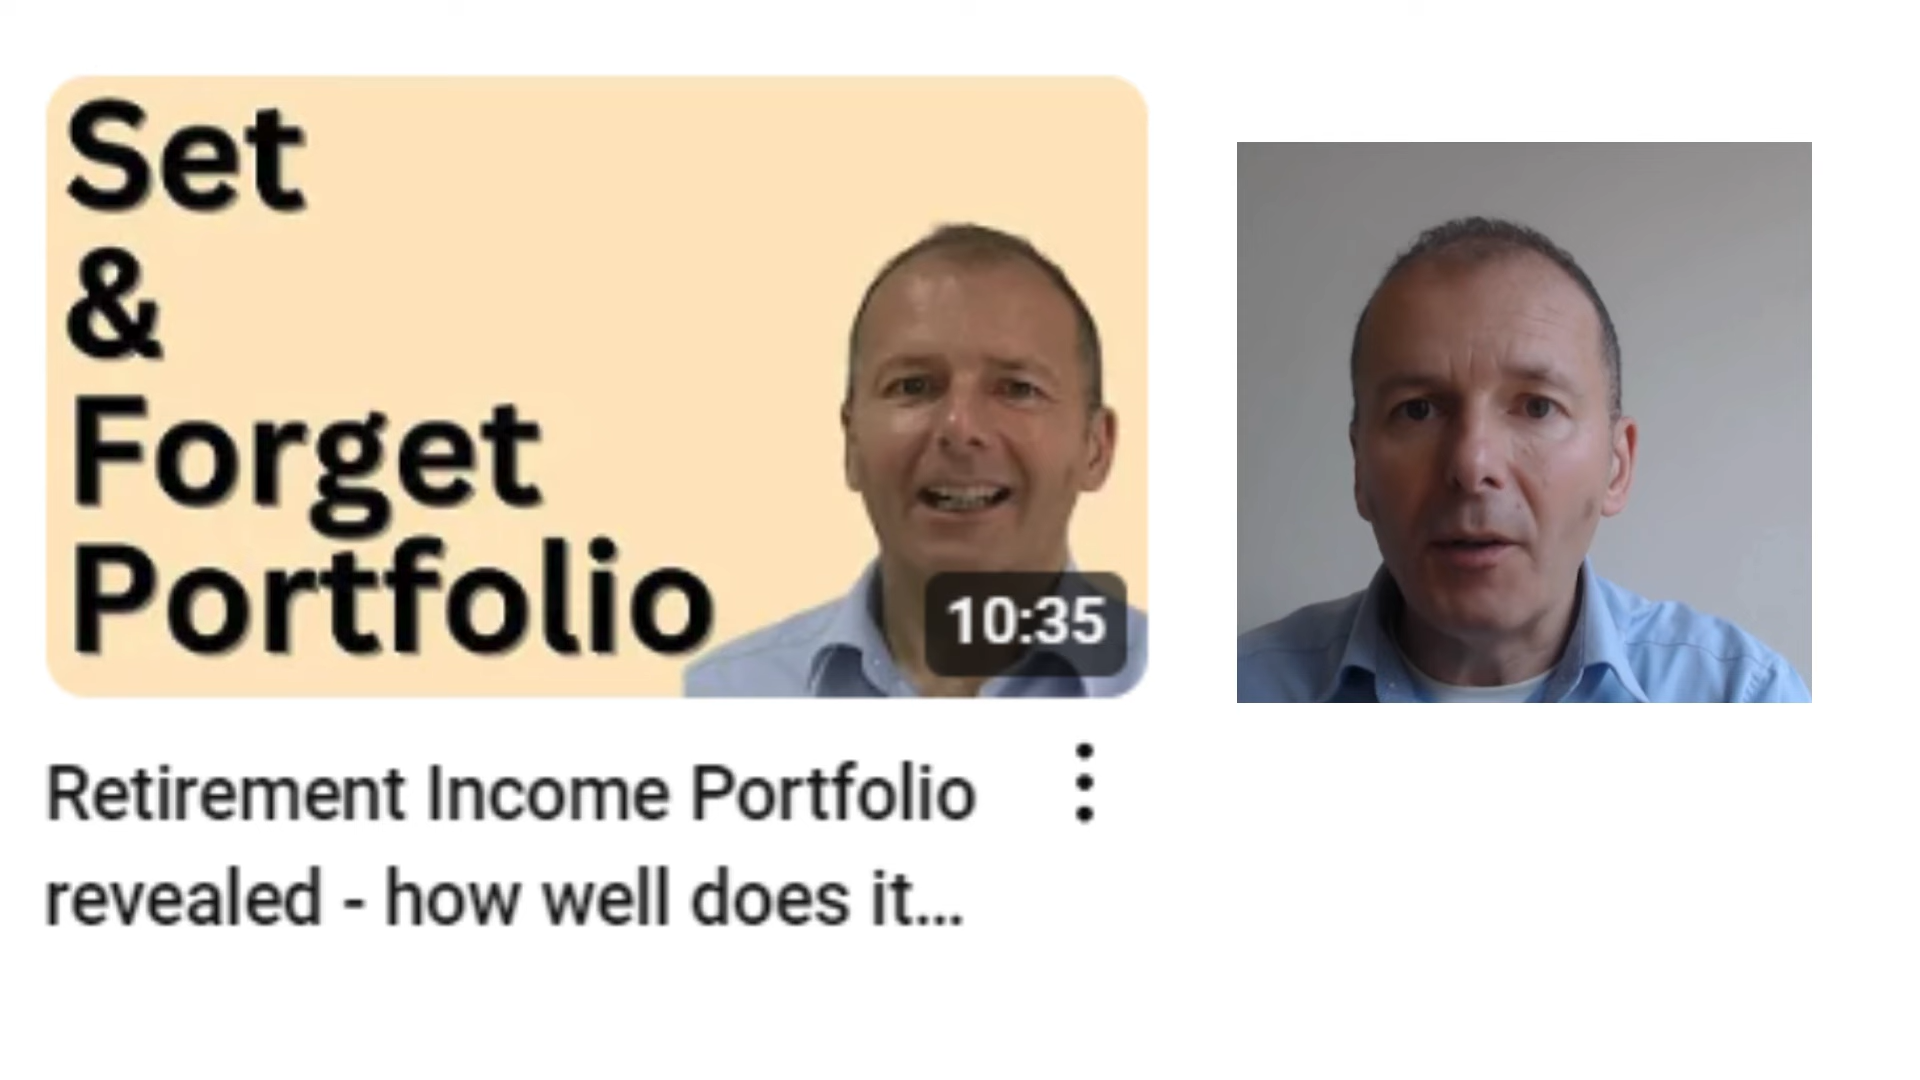 Set
&
Forget
Portfolio
10:35
Retirement Income Portfolio
revealed - how well does it...